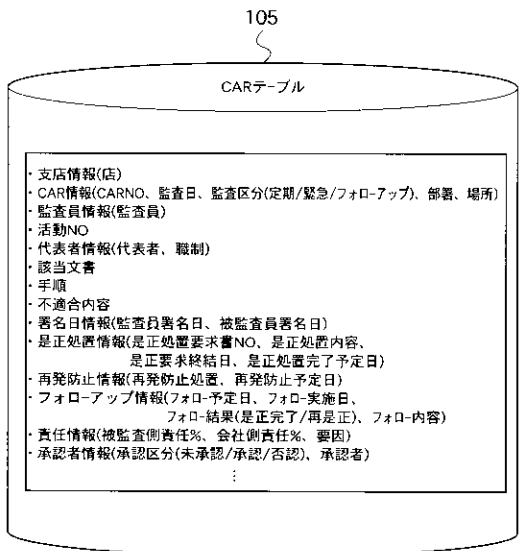 105
CARテーブル
・支店情報(店)
・CAR情報(CARNO、監査日、監査区分(定期/緊急/フォローアップ)、部署、場所)
・監査員情報(監査員)
・活動NO
・代表者情報(代表者、職制)
・該当文書
・手順
・不適合内容
・署名日情報(監査員署名日、被監査員署名日)
・是正処置情報(是正処置要求書NO、是正処置内容、
是正要求終結日、是正処置完了予定日)
・再発防止情報(再発防止処置、再発防止予定日)
・フォローアップ情報(フォロー予定日、フォロー実施日、
フォロー結果(是正完了/再是正)、フォロー内容)
・責任情報(被監査側責任%、会社側責任%、要因)
・承認者情報(承認区分(未承認/承認/否認)、承認者)
⋮